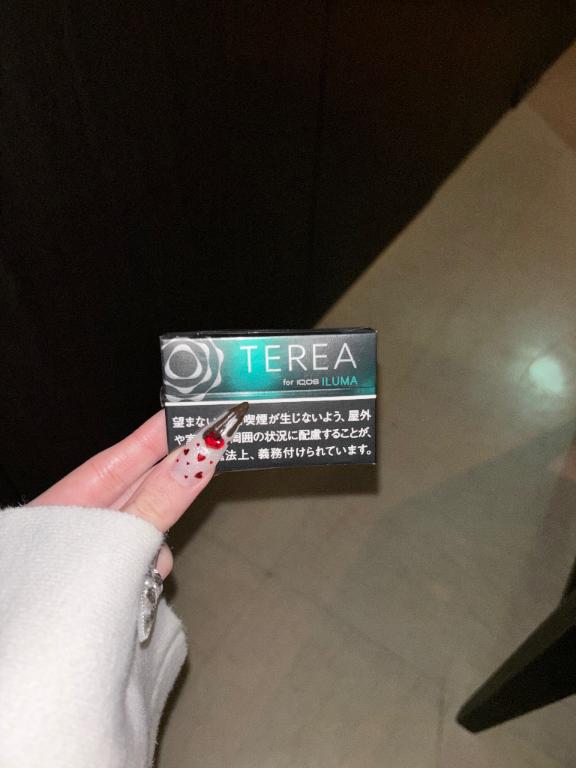 TEREA
for IQOS ILUMA
望まない 喫煙が生じないよう、屋外
や 周囲の状況に配慮することが、
法上、義務付けられています。